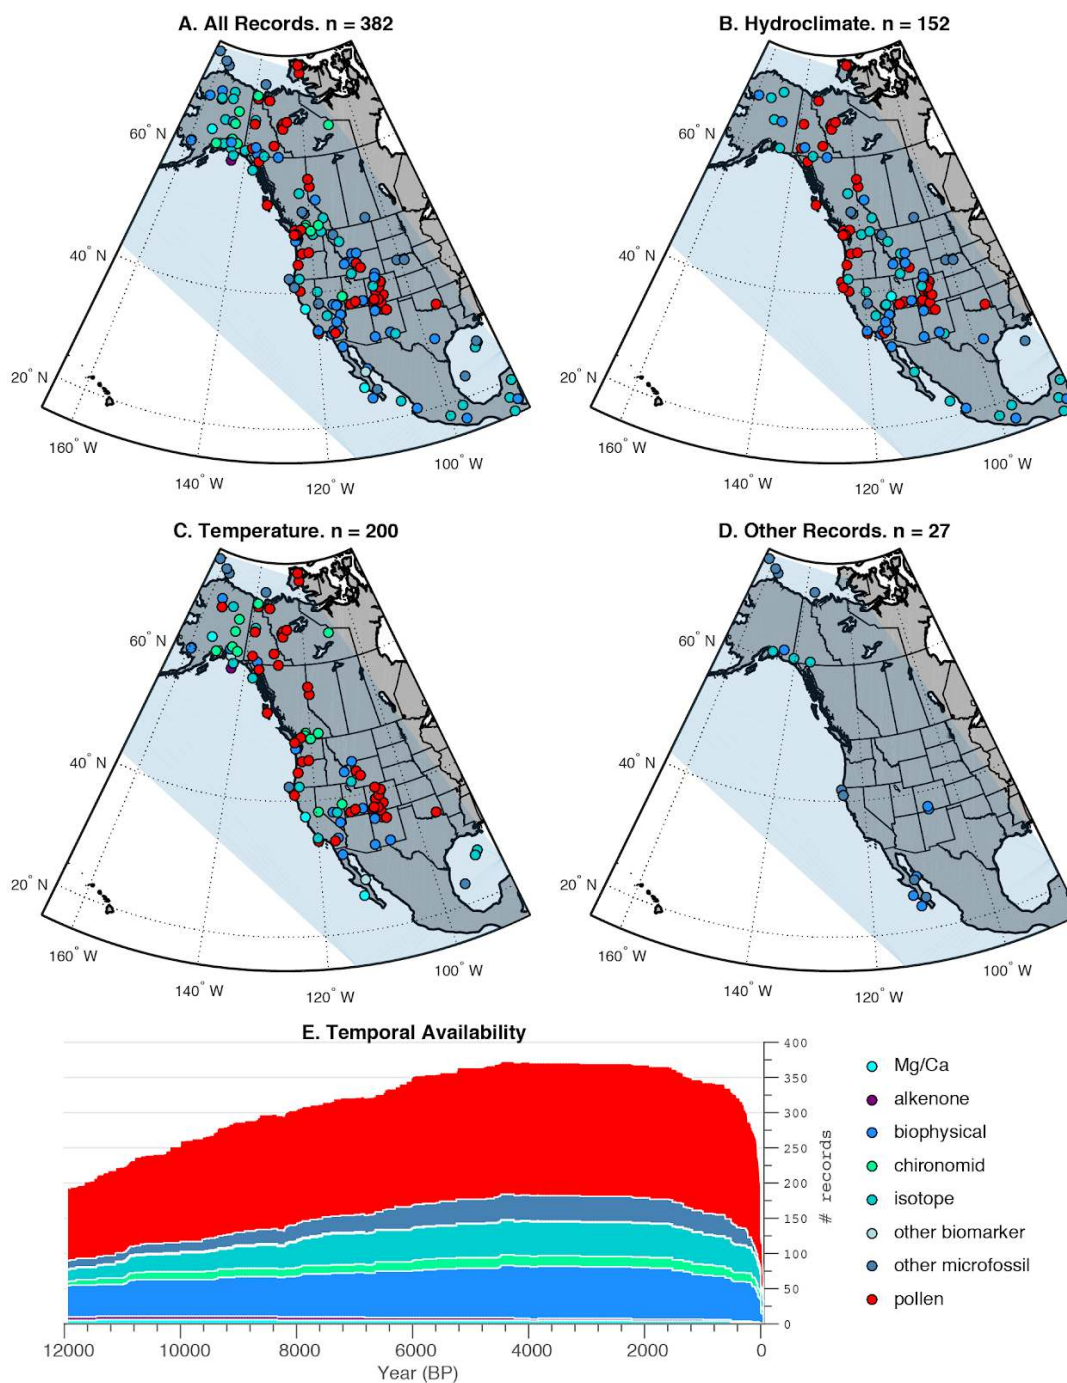 A. All Records. n = 382
60° N
40° N
20° N
160° W
140° W
120° W
100° W
B. Hydroclimate. n = 152
60° N
40° N
20° N
160° W
140° W
120° W
100° W
C. Temperature. n = 200
60° N
40° N
20° N
160° W
140° W
120° W
100° W
D. Other Records. n = 27
60° N
40° N
20° N
160° W
140° W
120° W
100° W
E. Temporal Availability
400
350
300
250
200
150
100
50
0
# records
12000
10000
8000
6000
4000
2000
0
Year (BP)
Mg/Ca
alkenone
biophysical
chironomid
isotope
other biomarker
other microfossil
pollen